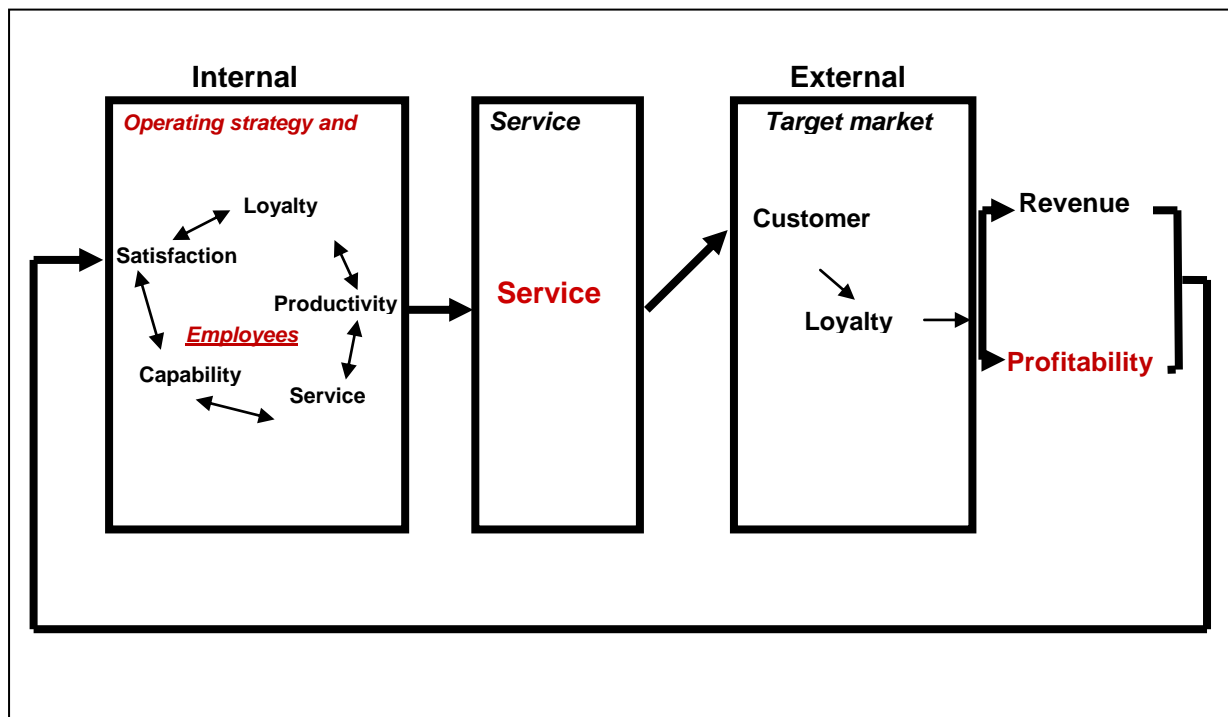 Internal
External
Operating strategy and
Service
Target market
Loyalty
Satisfaction
Productivity
Employees
Capability
Service
Service
Customer
Loyalty
Revenue
Profitability